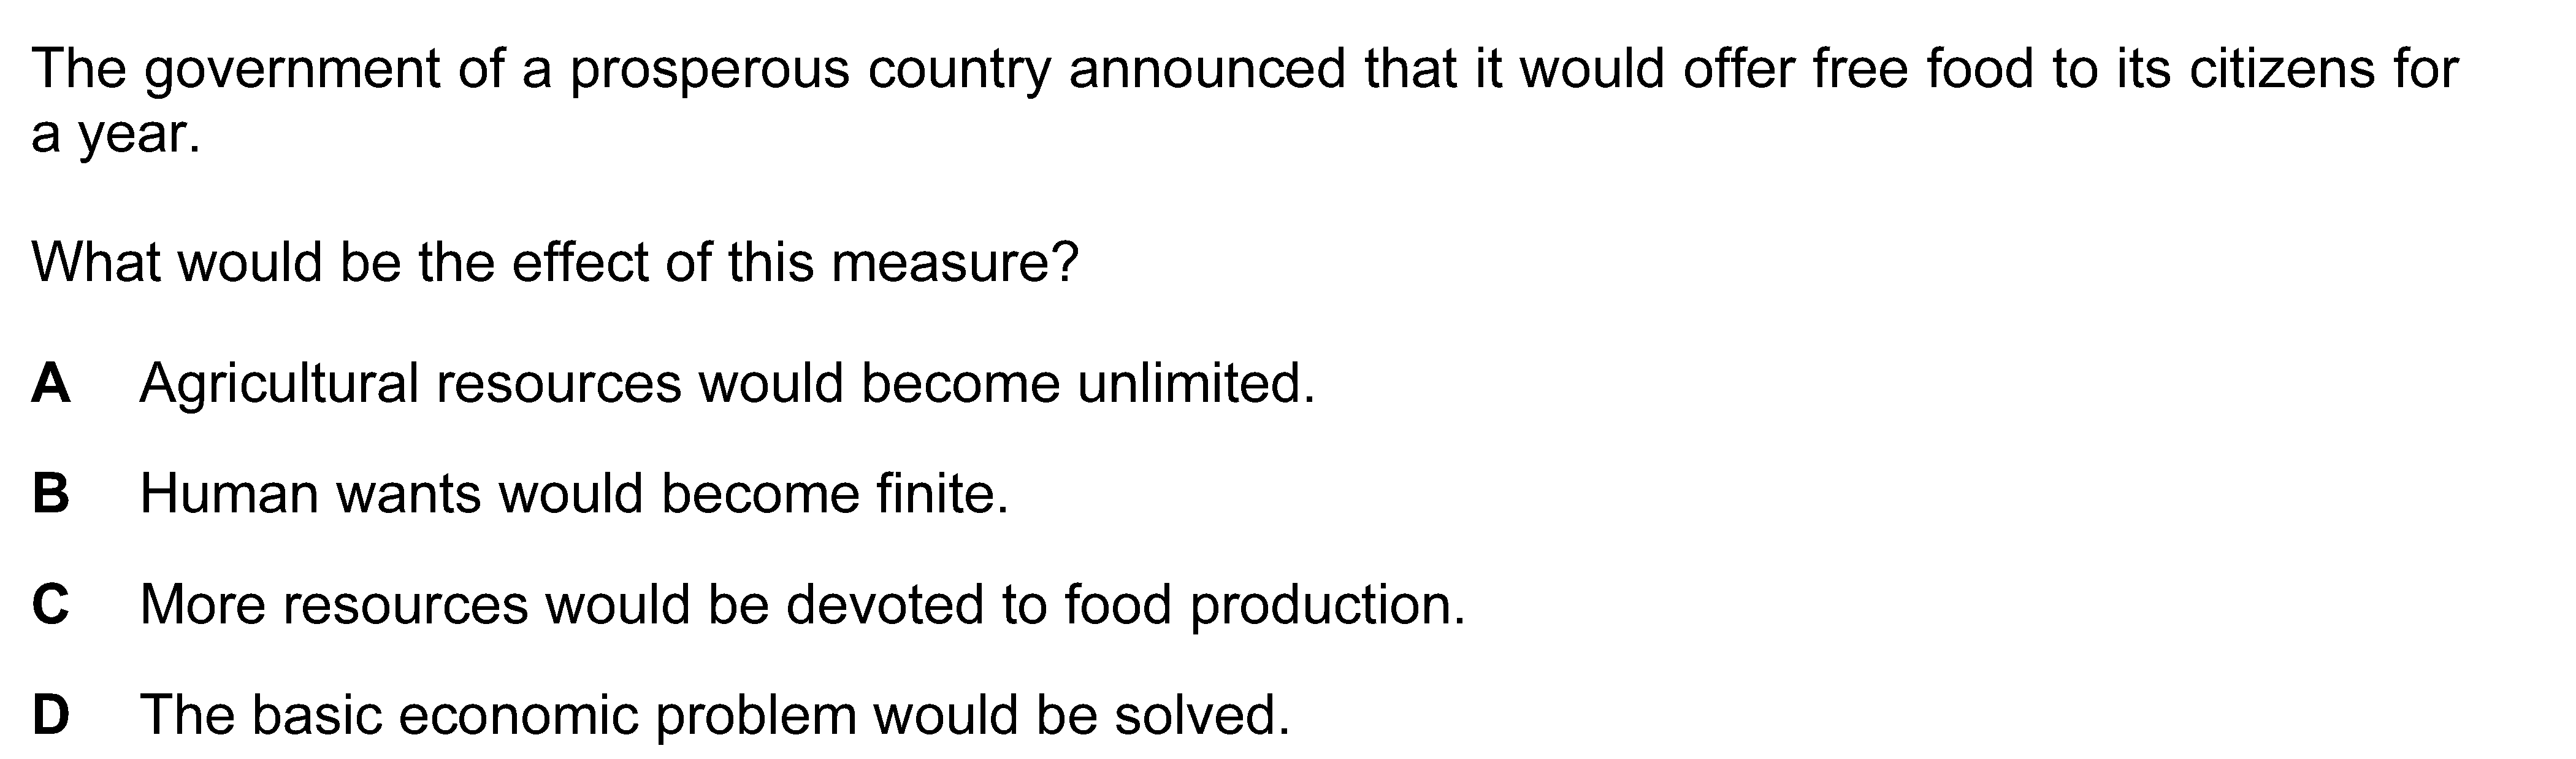 The government of a prosperous country announced that it would offer free food to its citizens for
a year.
What would be the effect of this measure?
A Agricultural resources would become unlimited.
B Human wants would become finite.
C More resources would be devoted to food production.
D The basic economic problem would be solved.